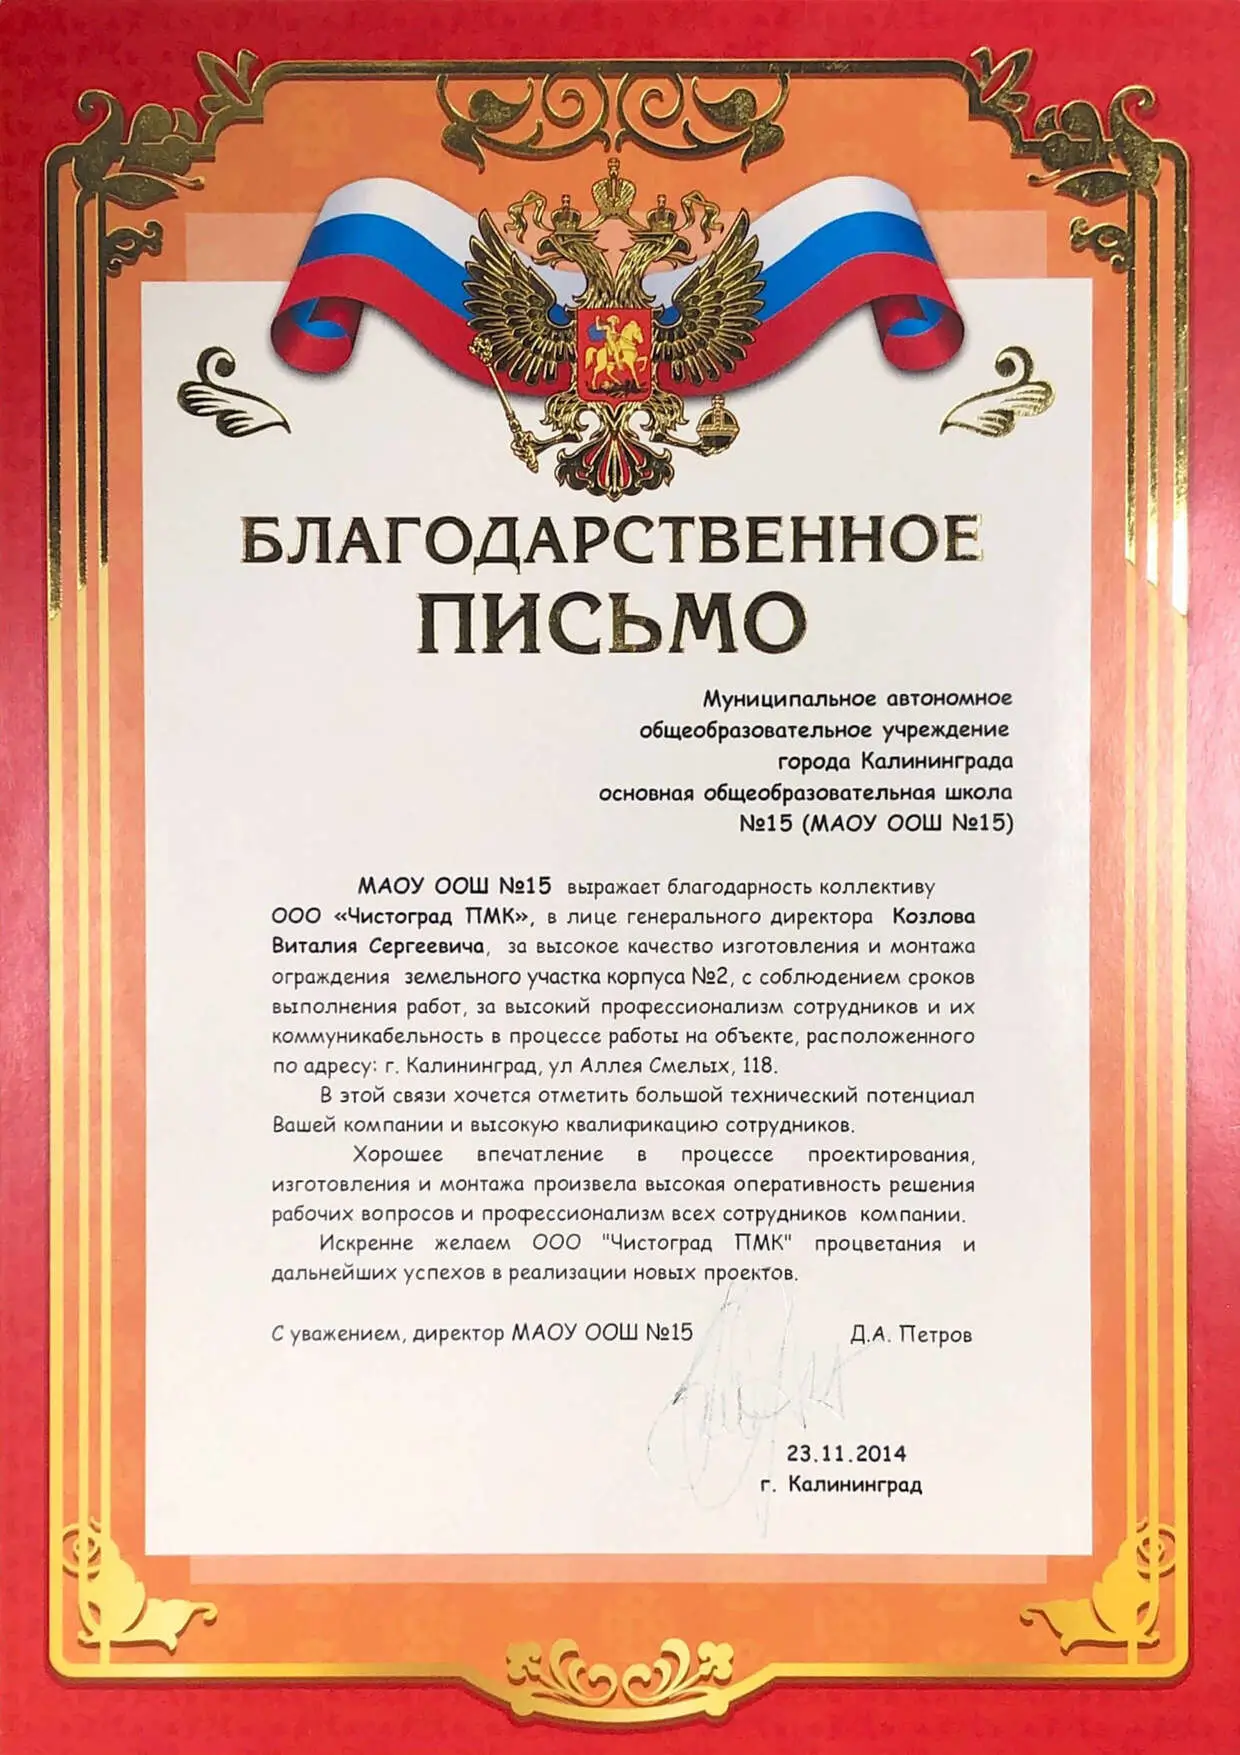 БЛАГОДАРСТВЕННОЕ
ПИСЬМО
Муниципальное автономное
общеобразовательное учреждение
города Калининграда
основная общеобразовательная школа
№15 (МАОУ ООШ №15)
МАОУ ООШ №15 выражает благодарность коллективу
ООО «Чистоград ПМК», в лице генерального директора Козлова
Виталия Сергеевича, за высокое качество изготовления и монтажа
ограждения земельного участка корпуса №2, с соблюдением сроков
выполнения работ, за высокий профессионализм сотрудников и их
коммуникабельность в процессе работы на объекте, расположенного
по адресу: г. Калининград, ул Аллея Смелых, 118.
В этой связи хочется отметить большой технический потенциал
Вашей компании и высокую квалификацию сотрудников.
Хорошее впечатление в процессе проектирования,
изготовления и монтажа произвела высокая оперативность решения
рабочих вопросов и профессионализм всех сотрудников компании.
Искренне желаем ООО "Чистоград ПМК" процветания и
дальнейших успехов в реализации новых проектов.
С уважением, директор МАОУ ООШ №15 Д.А. Петров
23.11.2014
г. Калининград